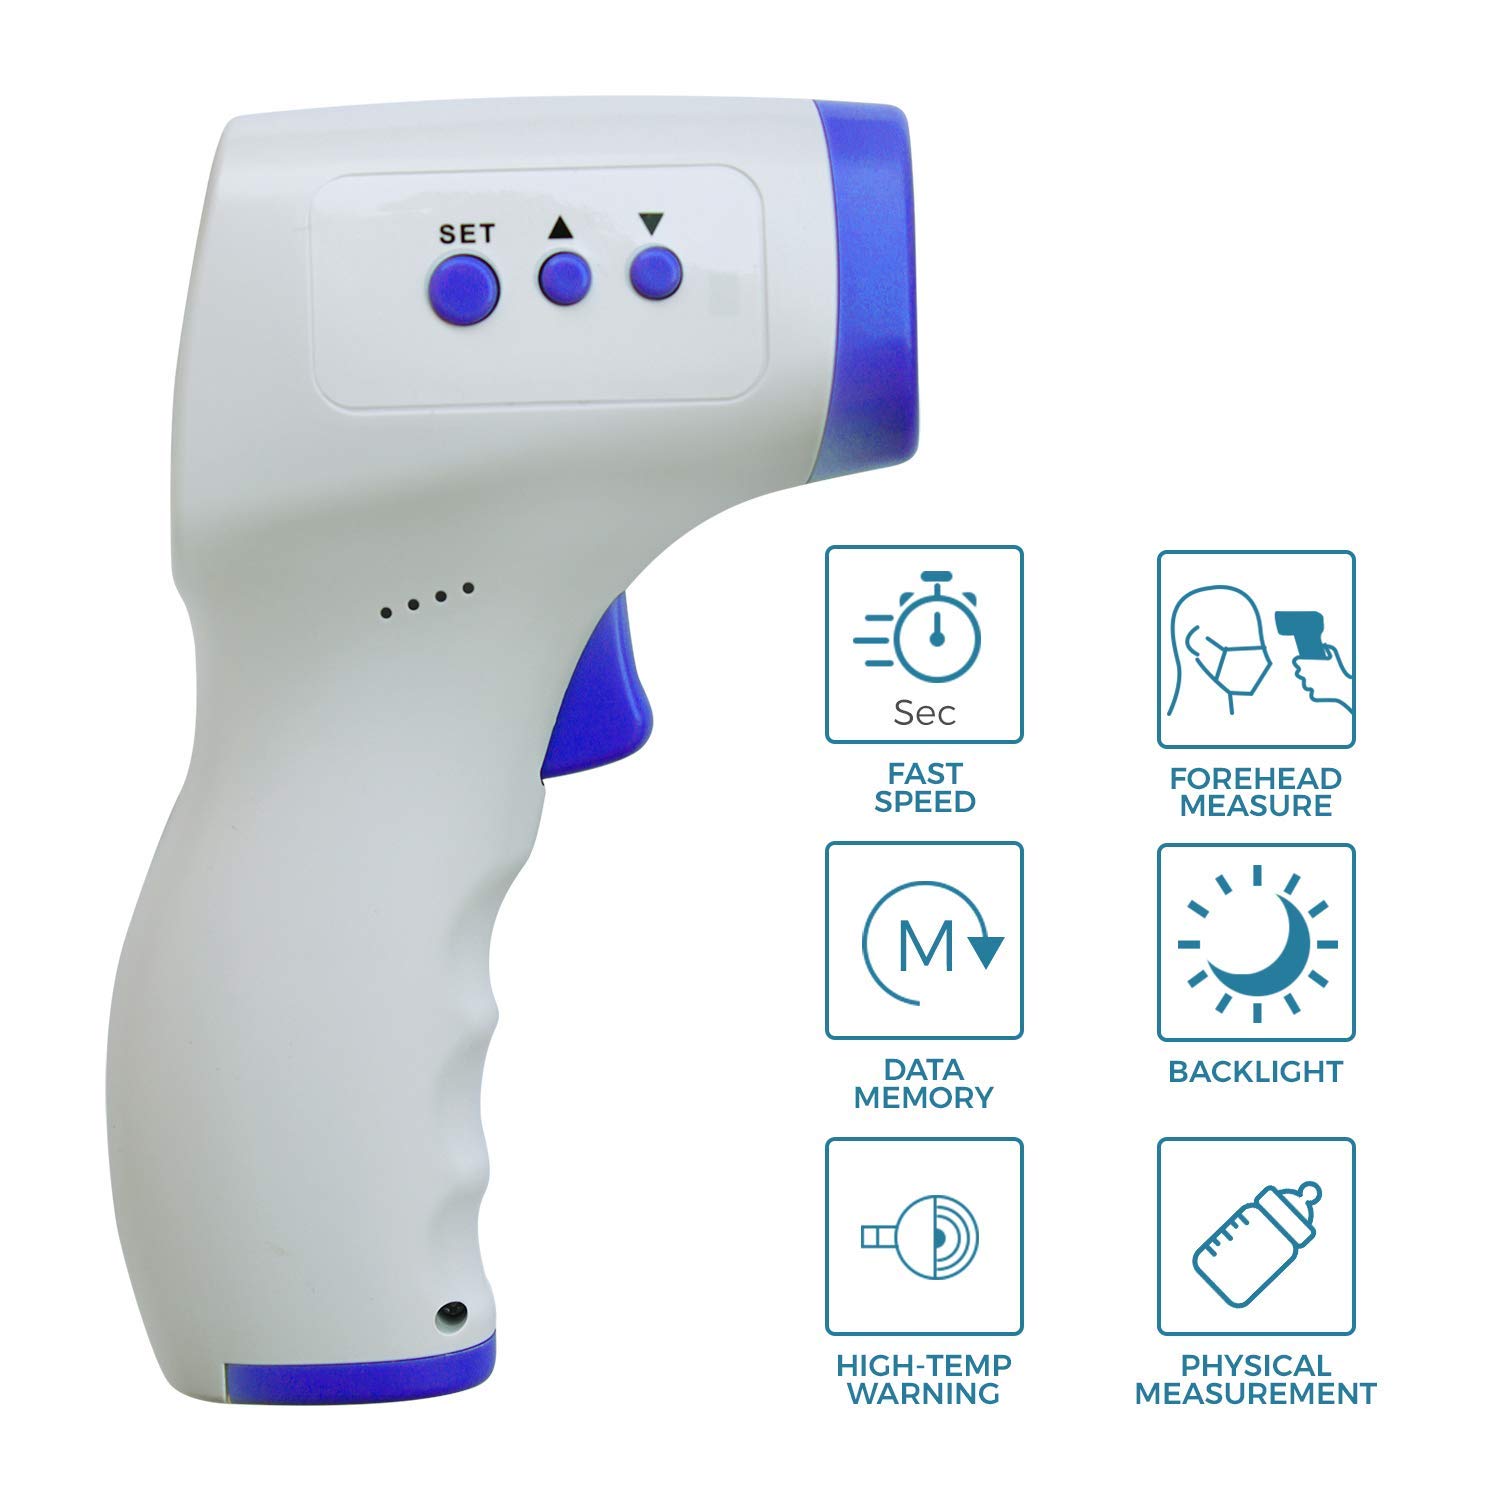 SET ▲ ▼
Sec
FAST
SPEED
FOREHEAD
MEASURE
M
DATA
MEMORY
BACKLIGHT
HIGH-TEMP
WARNING
PHYSICAL
MEASUREMENT